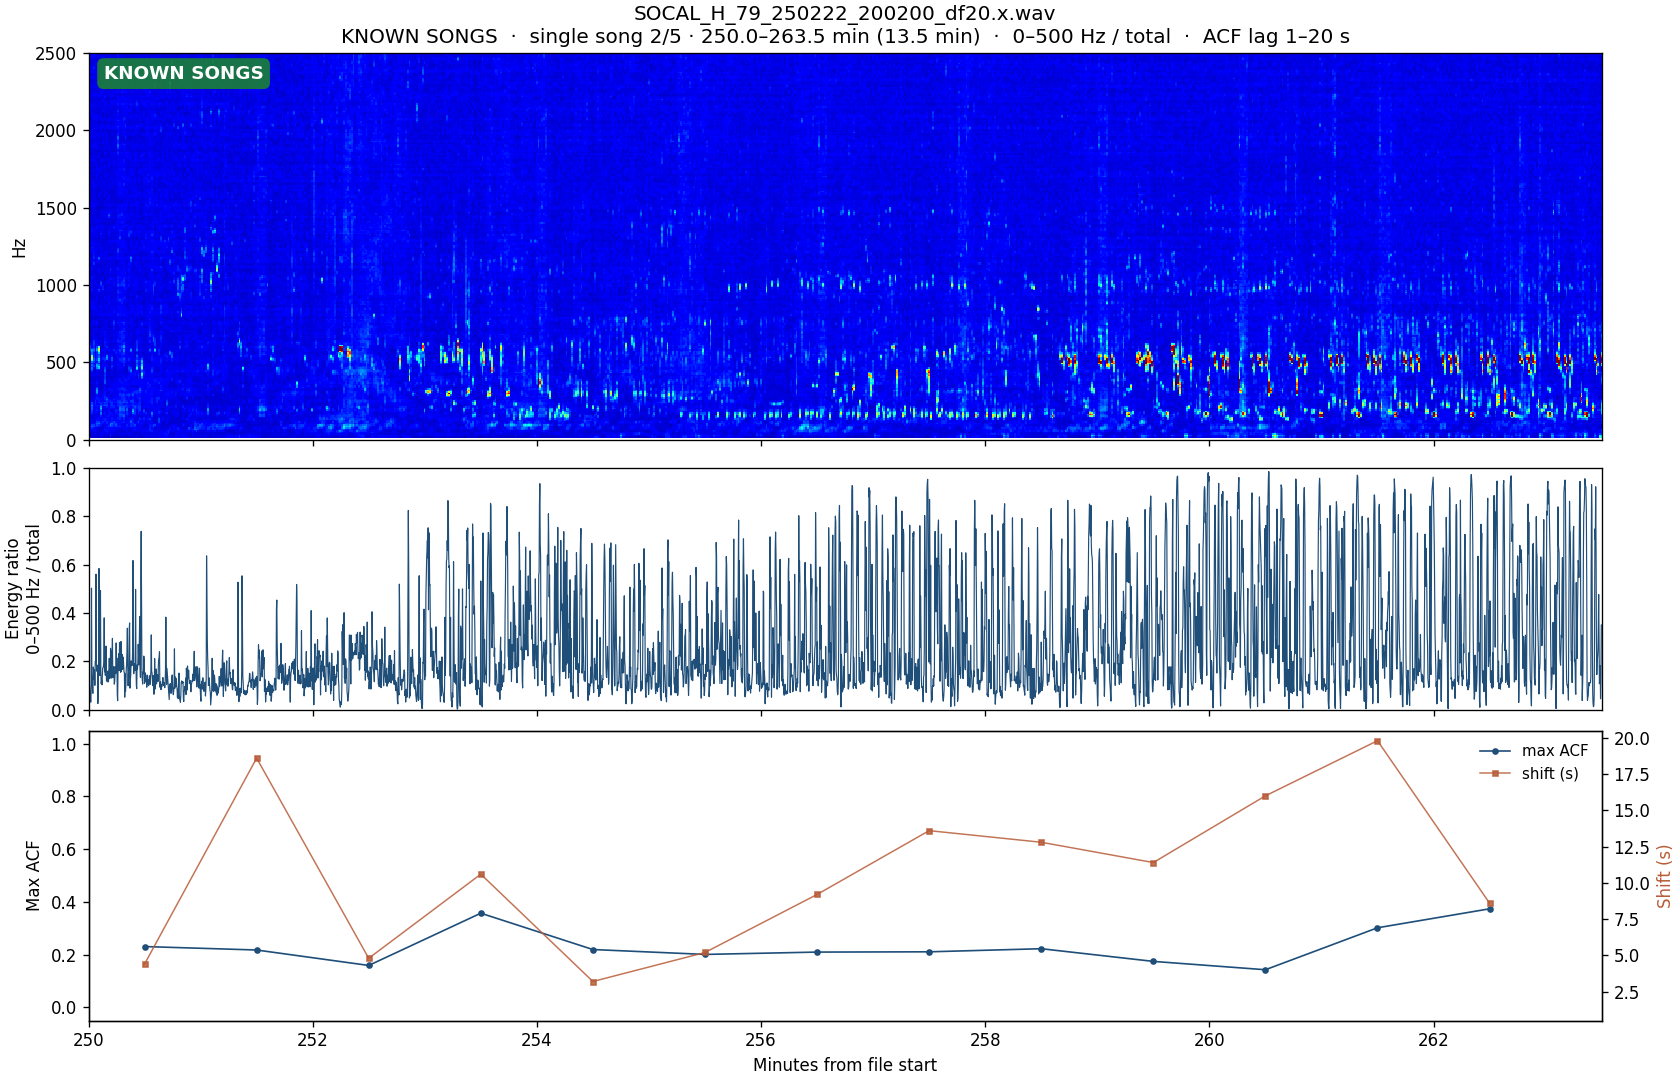 SOCAL_H_79_250222_200200_df20.x.wav
KNOWN SONGS · single song 2/5 · 250.0–263.5 min (13.5 min) · 0–500 Hz / total · ACF lag 1–20 s
KNOWN SONGS
2500
2000
1500
1000
500
0
Hz
1.0
0.8
0.6
0.4
0.2
0.0
Energy ratio
0–500 Hz / total
1.0
0.8
0.6
0.4
0.2
0.0
Max ACF
max ACF
shift (s)
20.0
17.5
15.0
12.5
10.0
7.5
5.0
2.5
Shift (s)
250 252 254 256 258 260 262
Minutes from file start